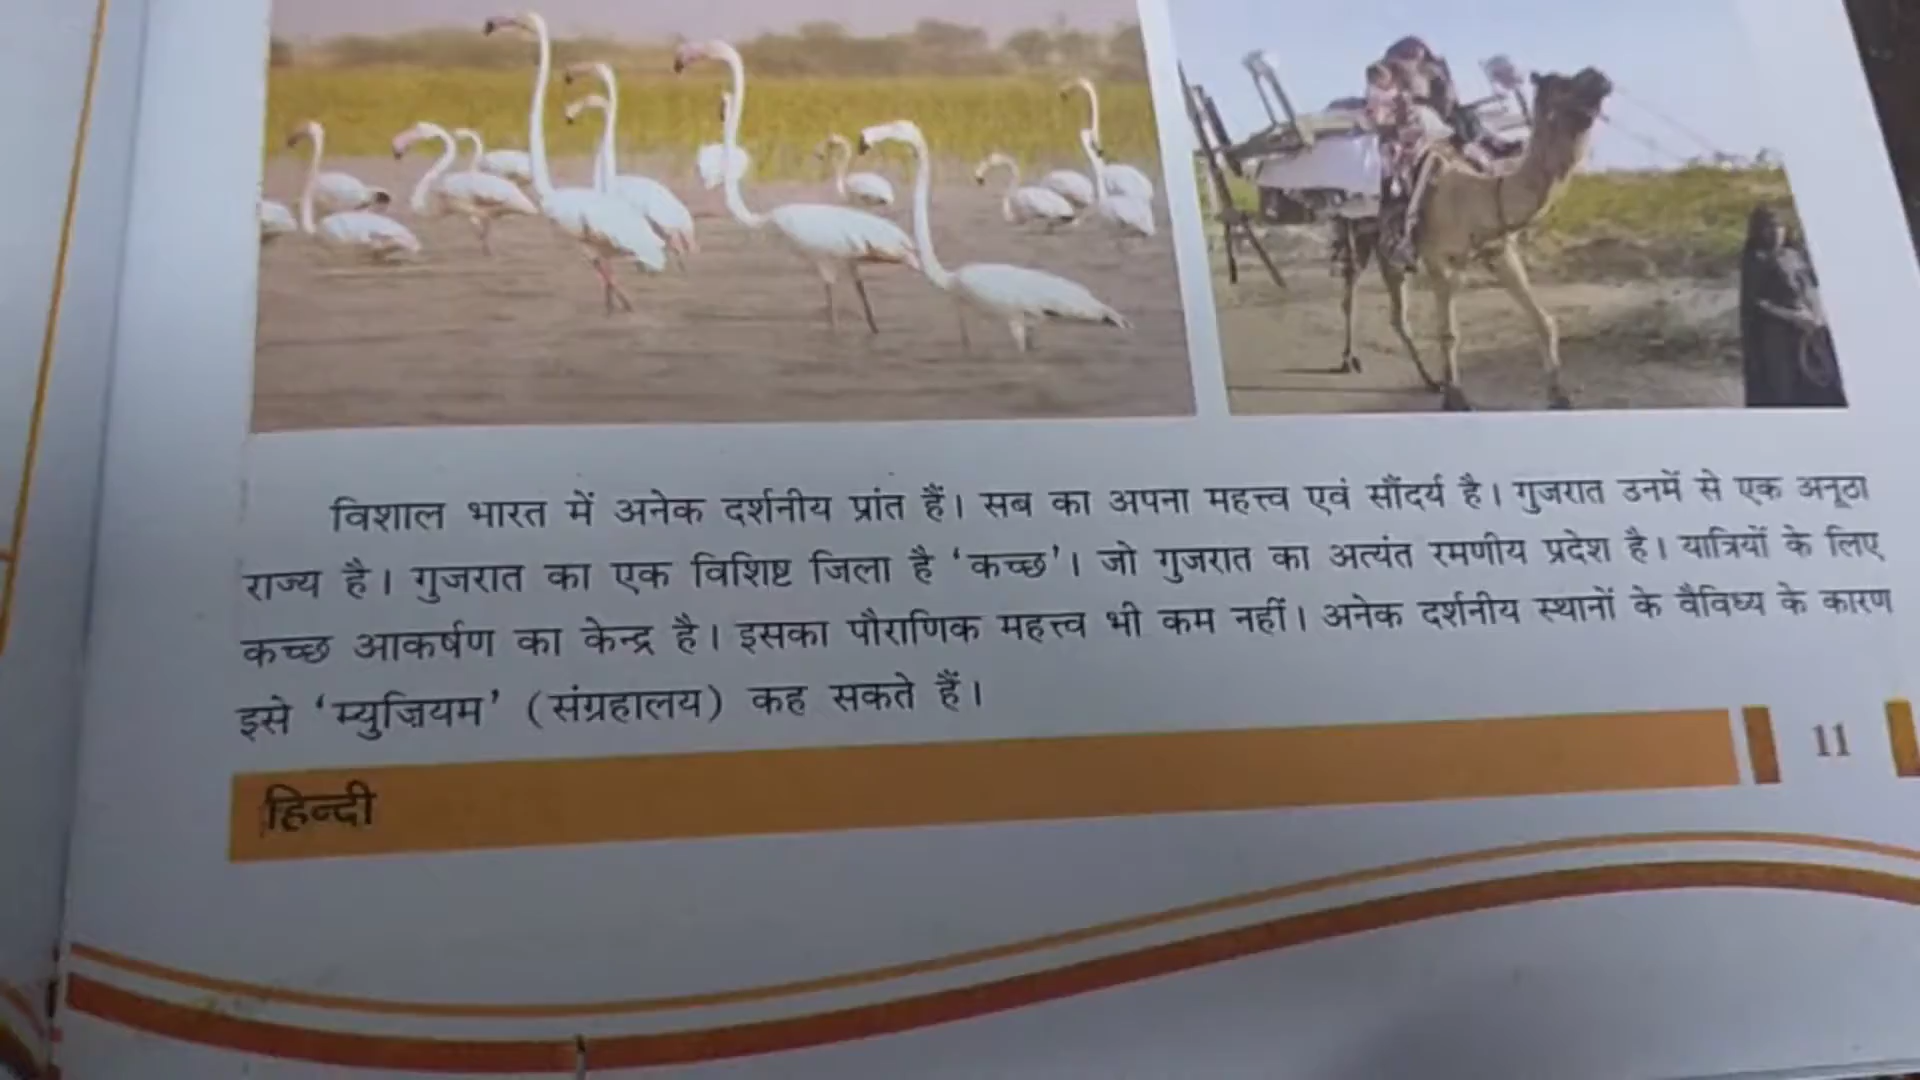 विशाल भारत में अनेक दर्शनीय प्रांत हैं। सब का अपना महत्त्व एवं सौंदर्य है। गुजरात उनमें से एक अनूठा
राज्य है। गुजरात का एक विशिष्ट जिला है ‘कच्छ’। जो गुजरात का अत्यंत रमणीय प्रदेश है। यात्रियों के लिए
कच्छ आकर्षण का केन्द्र है। इसका पौराणिक महत्त्व भी कम नहीं। अनेक दर्शनीय स्थानों के वैविध्य के कारण
इसे ‘म्युज़ियम’ (संग्रहालय) कह सकते हैं।
हिन्दी
11